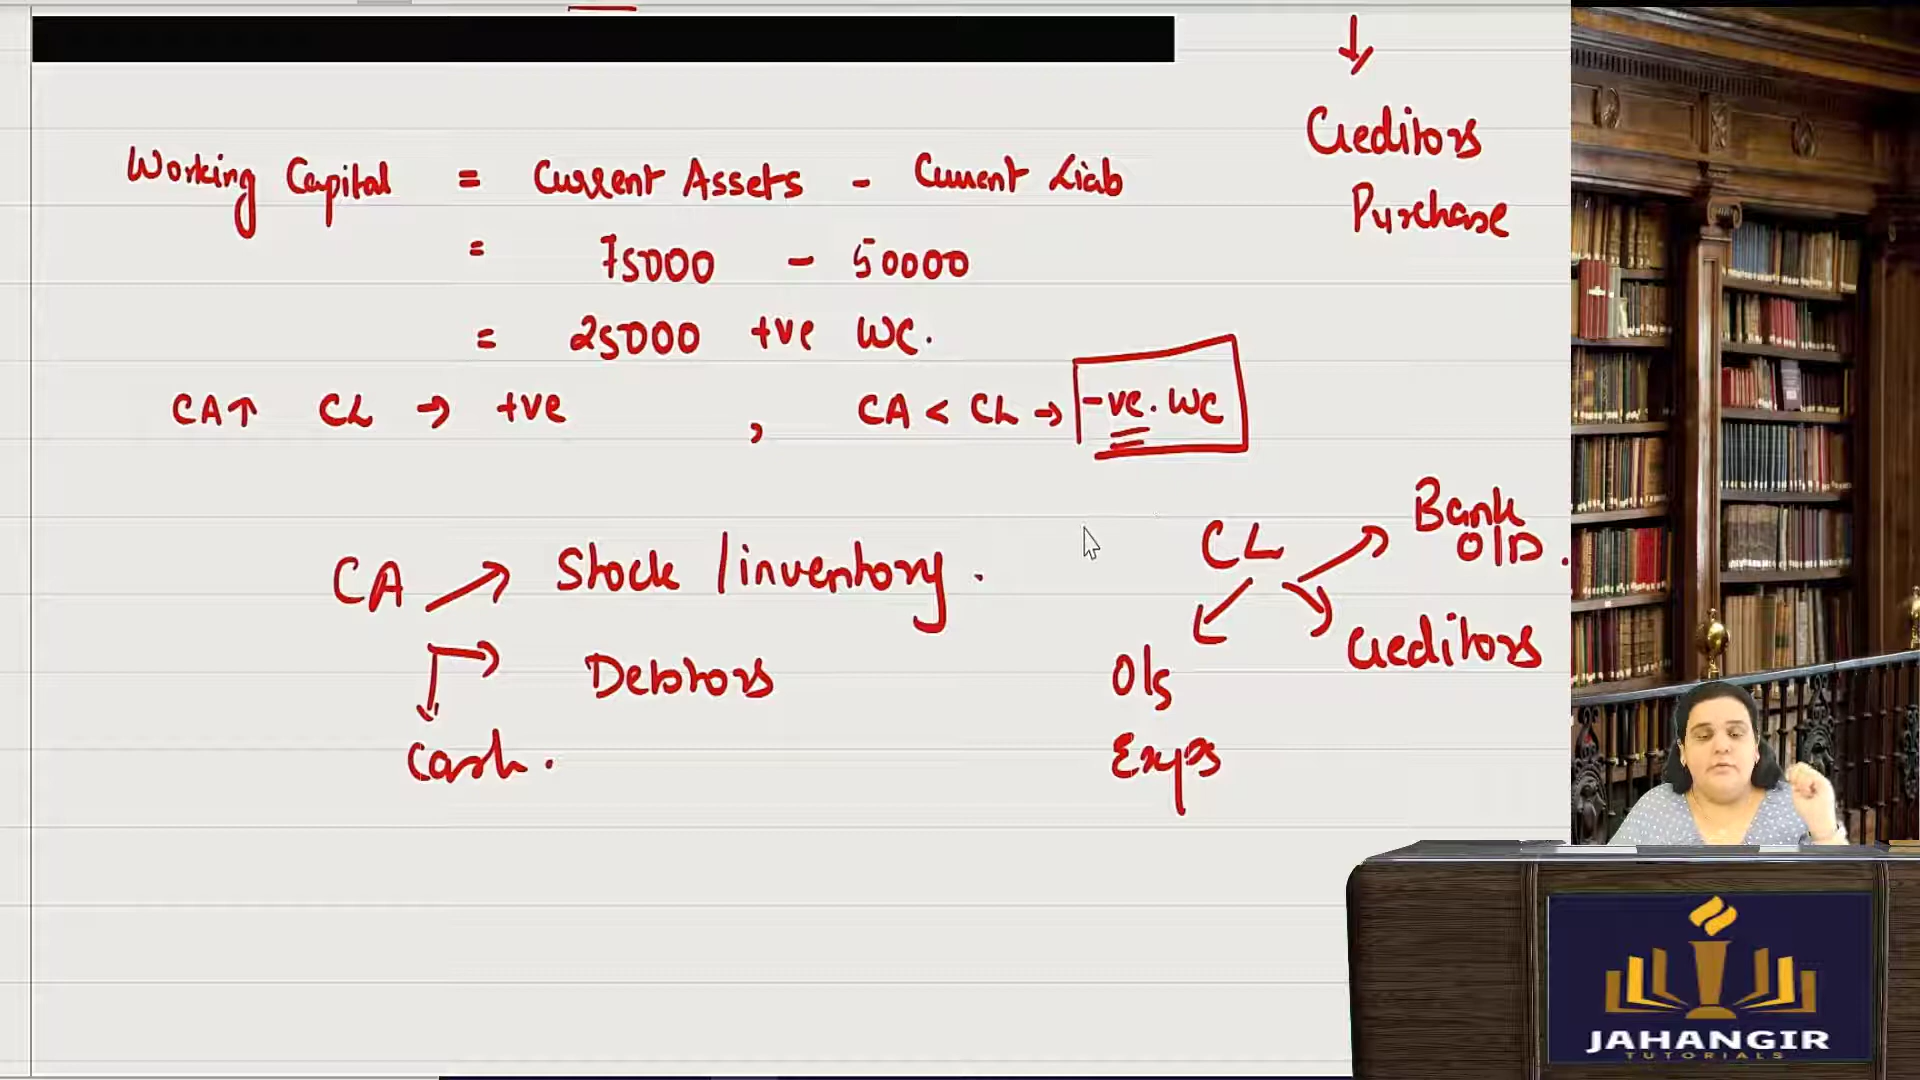 Creditors
Purchase
Working Capital = Current Assets - Current Liab
= 75000 - 50000
= 25000 +ve WC.
CA↑ CL → +ve , CA < CL → -ve. WC
CA → Stock / inventory.
Debtors
Cash.
CL → Bank O/D.
Creditors
O/s
Exps
JAHANGIR
TUTORIALS